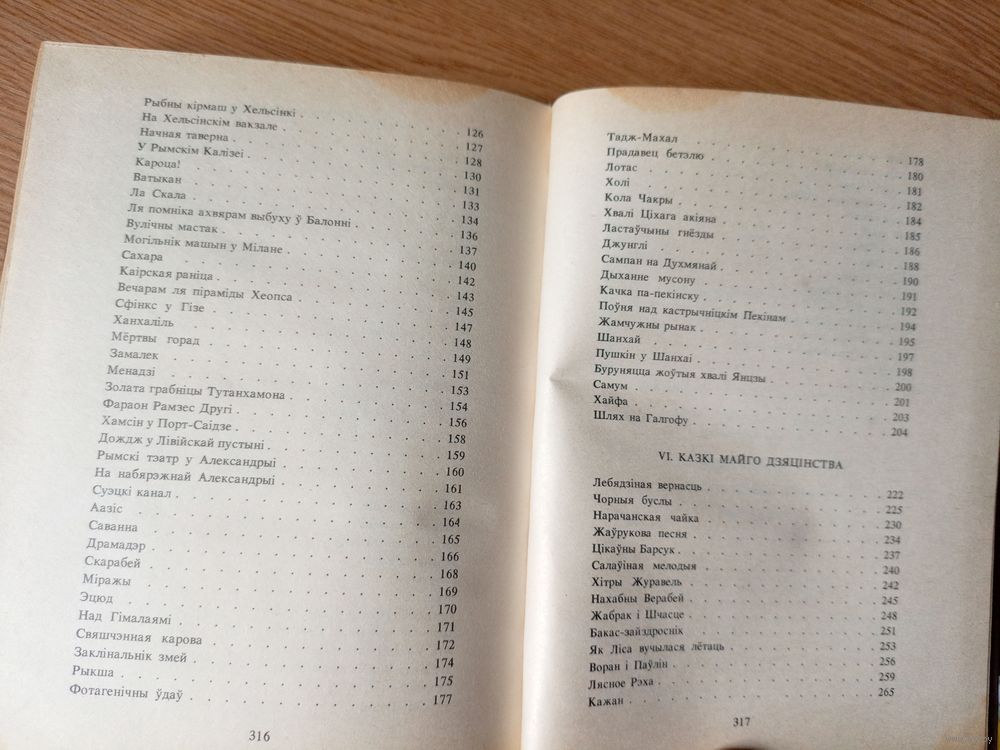 Рыбны кірмаш у Хельсінкі . 126
На Хельсінскім вакзале . 127
Начная таверна . 128
У Рымскім Калізеі . 130
Кароца! 131
Ватыкан . 133
Ла Скала . 134
Ля помніка ахвярам выбуху ў Балонні . 136
Вулічны мастак . 137
Могільнік машын у Мілане . 140
Сахара . 142
Каірская раніца . 143
Вечарам ля піраміды Хеопса . 145
Сфінкс у Гізе . 147
Ханхаліль . 148
Мёртвы горад . 149
Замалек . 151
Менадзі . 153
Золата грабніцы Тутанхамона . 154
Фараон Рамзес Другі . 156
Хамсін у Порт-Саідзе . 158
Дождж у Лівійскай пустыні . 159
Рымскі тэатр у Александрыі . 160
На набярэжнай Александрыі . 161
Суэцкі канал . 163
Аазіс . 164
Саванна . 165
Драмадэр . 166
Скарабей . 168
Міражы . 169
Эцюд . 170
Над Гімалаямі . 171
Свяшчэнная карова . 172
Заклінальнік змей . 174
Рыкша . 175
Фотагенічны ўдаў . 177
316
Тадж-Махал . 178
Прадавец бетэлю . 180
Лотас . 181
Холі . 182
Кола Чакры . 184
Хвалі Ціхага акіяна . 185
Ластаўчыны гнёзды . 186
Джунглі . 188
Сампан на Духмянай . 190
Дыханне мусону . 191
Качка па-пекінску . 192
Поўня над кастрычніцкім Пекінам . 194
Жамчужны рынак . 195
Шанхай . 197
Пушкін у Шанхаі . 198
Буруняцца жоўтыя хвалі Янцзы . 200
Самум . 201
Хайфа . 203
Шлях на Галгофу . 204
VI. КАЗКІ МАЙГО ДЗЯЦІНСТВА
Лебядзіная вернасць . 222
Чорныя буслы . 225
Нарачанская чайка . 230
Жаўрукова песня . 234
Цікаўны Барсук . 237
Салаўіная мелодыя . 240
Хітры Журавель . 242
Нахабны Верабей . 245
Жабрак і Шчасце . 248
Бакас-зайздроснік . 251
Як Ліса вучылася лётаць . 253
Воран і Паўлін . 256
Лясное Рэха . 259
Кажан . 265
317